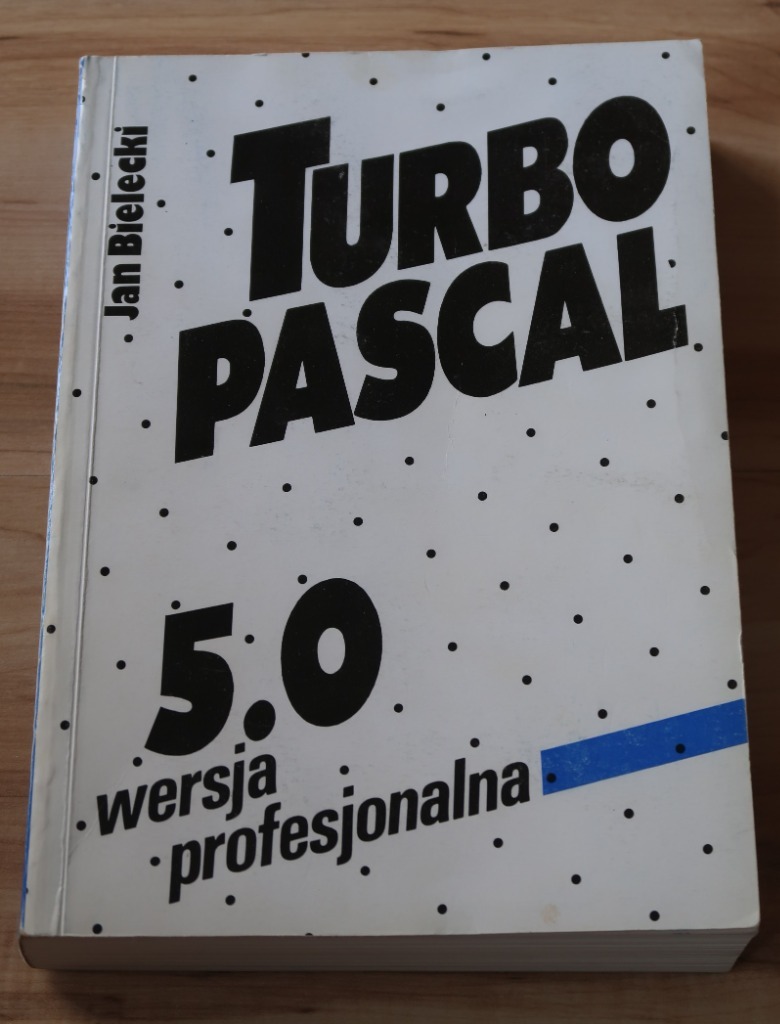 Jan Bielecki
TURBO
PASCAL
5.0
wersja
profesjonalna